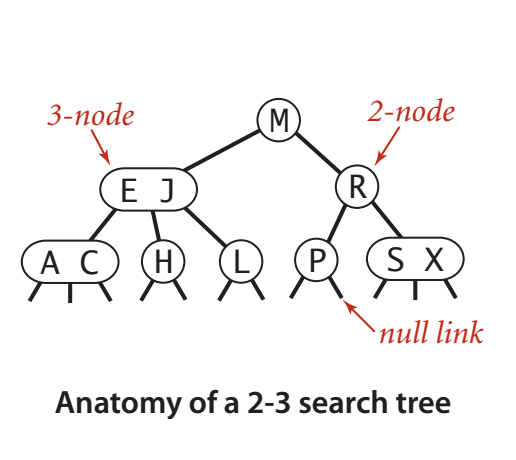 3-node
2-node
M
E J
R
A C
H
L
P
S X
null link
Anatomy of a 2-3 search tree